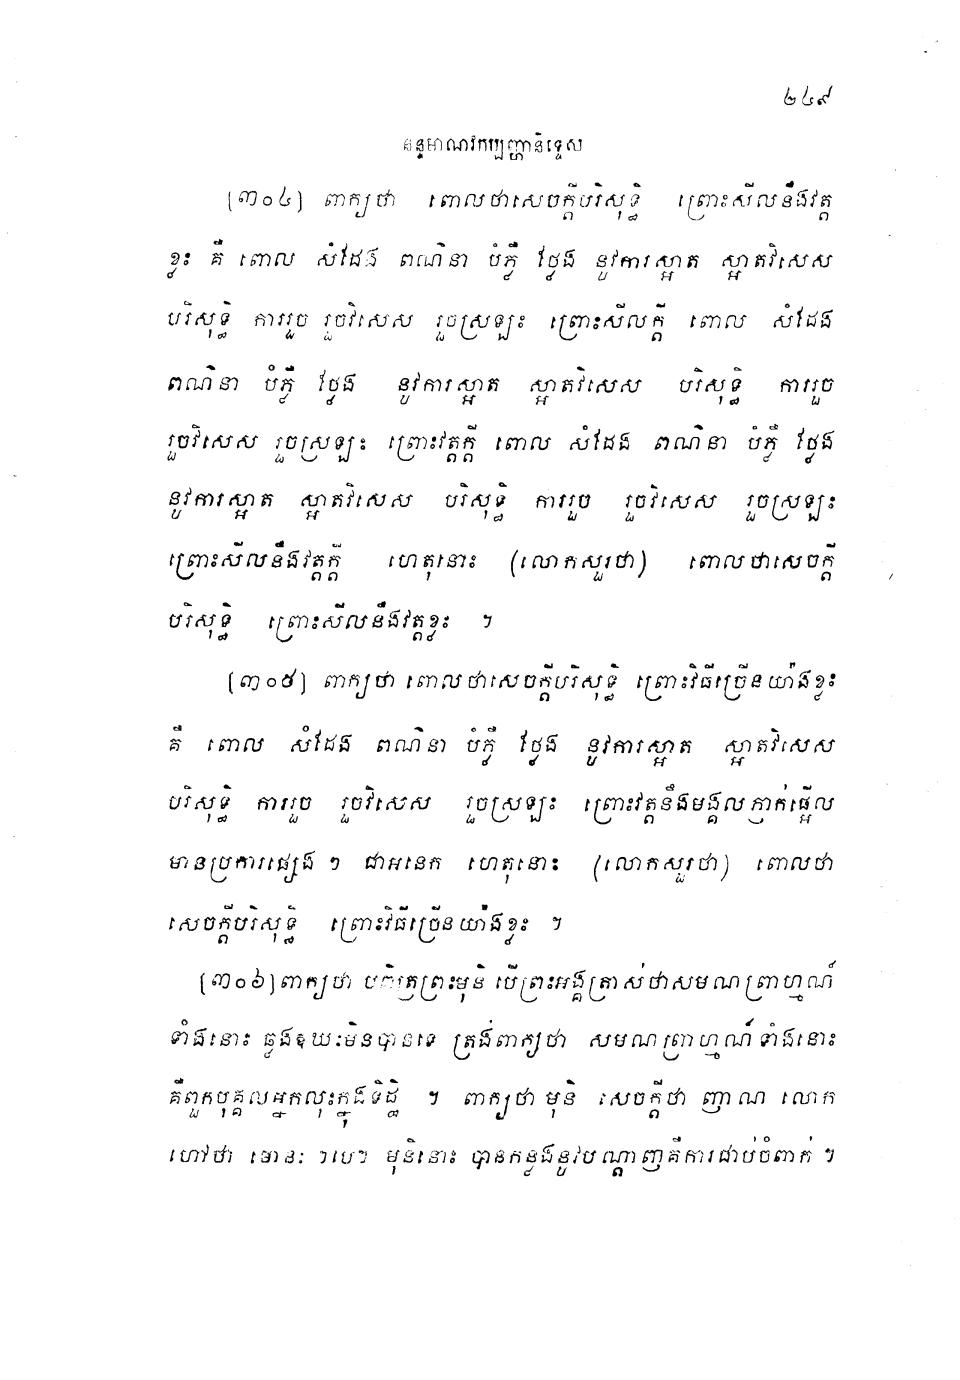 ២៤៩
នន្ទមាណវកប្បញ្ហានិទ្ទេស
(៣០៤) ពាក្យថា ពោលថាសេចក្ដីបរិសុទ្ធិ ព្រោះសីលនឹងវត្ត
ខ្លះ គឺ ពោល សំដែង ពណ៌នា បំភ្លឺ ថ្លែង នូវការស្អាត ស្អាតវិសេស
បរិសុទ្ធិ ការរួច រួចវិសេស រួចស្រឡះ ព្រោះសីលក្ដី ពោល សំដែង
ពណ៌នា បំភ្លឺ ថ្លែង នូវការស្អាត ស្អាតវិសេស បរិសុទ្ធិ ការរួច
រួចវិសេស រួចស្រឡះ ព្រោះវត្តក្ដី ពោល សំដែង ពណ៌នា បំភ្លឺ ថ្លែង
នូវការស្អាត ស្អាតវិសេស បរិសុទ្ធិ ការរួច រួចវិសេស រួចស្រឡះ
ព្រោះសីលនឹងវត្តក្ដី ហេតុនោះ (លោកសួរថា) ពោលថាសេចក្ដី
បរិសុទ្ធិ ព្រោះសីលនឹងវត្តខ្លះ ។
(៣០៥) ពាក្យថា ពោលថាសេចក្ដីបរិសុទ្ធិ ព្រោះវិធីច្រើនយ៉ាងខ្លះ
គឺ ពោល សំដែង ពណ៌នា បំភ្លឺ ថ្លែង នូវការស្អាត ស្អាតវិសេស
បរិសុទ្ធិ ការរួច រួចវិសេស រួចស្រឡះ ព្រោះវត្តនឹងមង្គលភ្ញាក់ផ្អើល
មានប្រការផ្សេង ៗ ជាអនេក ហេតុនោះ (លោកសួរថា) ពោលថា
សេចក្ដីបរិសុទ្ធិ ព្រោះវិធីច្រើនយ៉ាងខ្លះ ។
(៣០៦) ពាក្យថា បពិត្រព្រះមុនិ បើព្រះអង្គត្រាស់ថាសមណព្រាហ្មណ៍
ទាំងនោះ ឆ្លងឱឃៈមិនបានទេ ត្រង់ពាក្យថា សមណព្រាហ្មណ៍ទាំងនោះ
គឺពួកបុគ្គលអ្នកលុះក្នុងទិដ្ឋិ ។ ពាក្យថា មុនិ សេចក្ដីថា ញាណ លោក
ហៅថា មោនៈ ។បេ។ មុនិនោះ បានកន្លងនូវបណ្ដាញគឺការជាប់ចំពាក់ ។